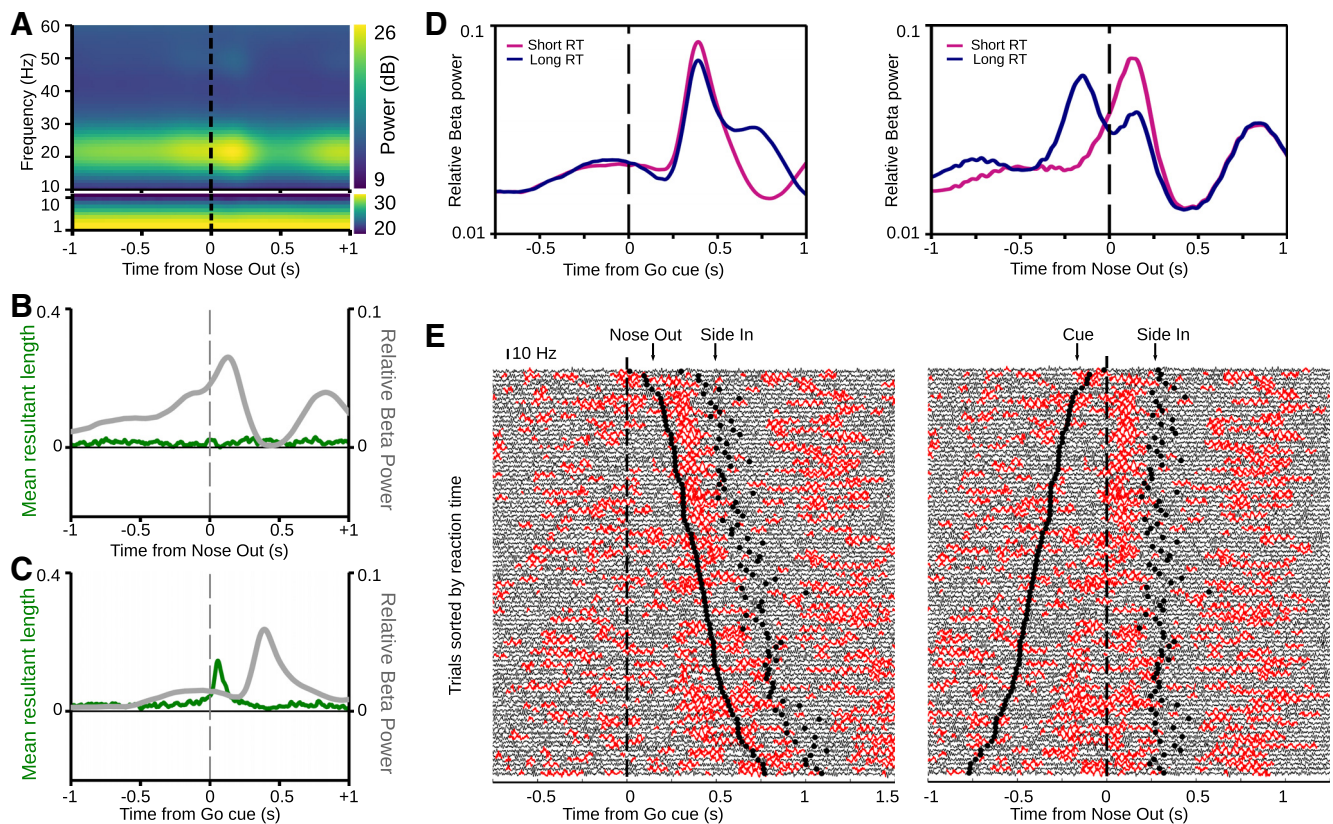 A
60
50
40
30
20
10
10
1
Frequency (Hz)
26
9
30
20
Power (dB)
-1
-0.5
0
0.5
+1
Time from Nose Out (s)
B
0.4
0
Mean resultant length
0.1
0
Relative Beta Power
-1
-0.5
0
0.5
+1
Time from Nose Out (s)
C
0.4
0
Mean resultant length
0.1
0
Relative Beta Power
-1
-0.5
0
0.5
+1
Time from Go cue (s)
D
0.1
0.01
Relative Beta power
Short RT
Long RT
-0.5
0
0.5
1
Time from Go cue (s)
0.1
0.01
Relative Beta power
Short RT
Long RT
-1
-0.5
0
0.5
1
Time from Nose Out (s)
E
10 Hz
Nose Out
Side In
Trials sorted by reaction time
-0.5
0
0.5
1
1.5
Time from Go cue (s)
Cue
Side In
-1
-0.5
0
0.5
1
Time from Nose Out (s)